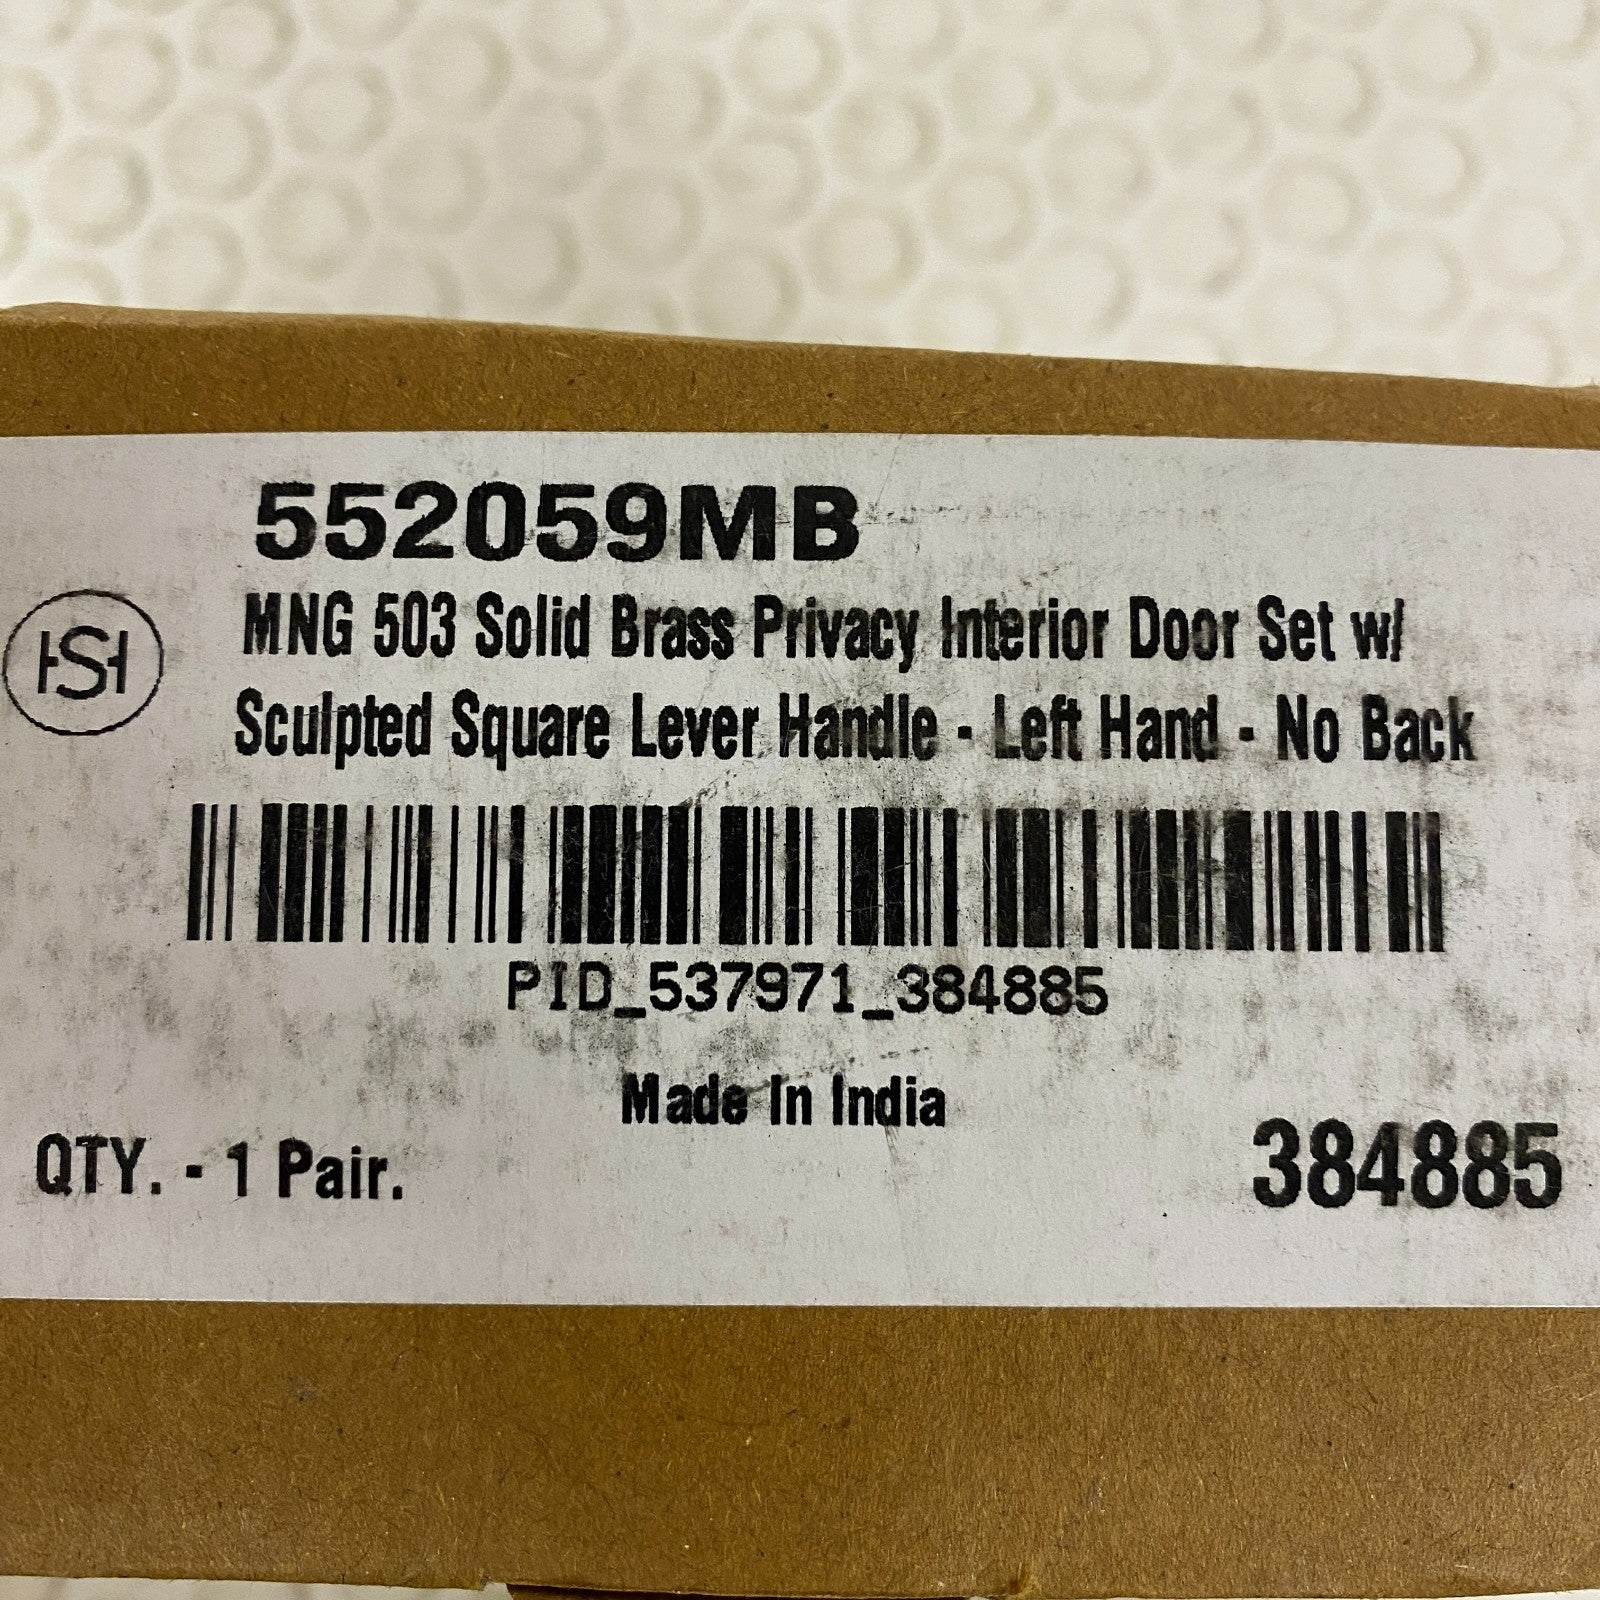 552059MB
HSH
MNG 503 Solid Brass Privacy Interior Door Set w/
Sculpted Square Lever Handle - Left Hand - No Back
PID_537971_384885
Made In India
QTY. - 1 Pair.
384885